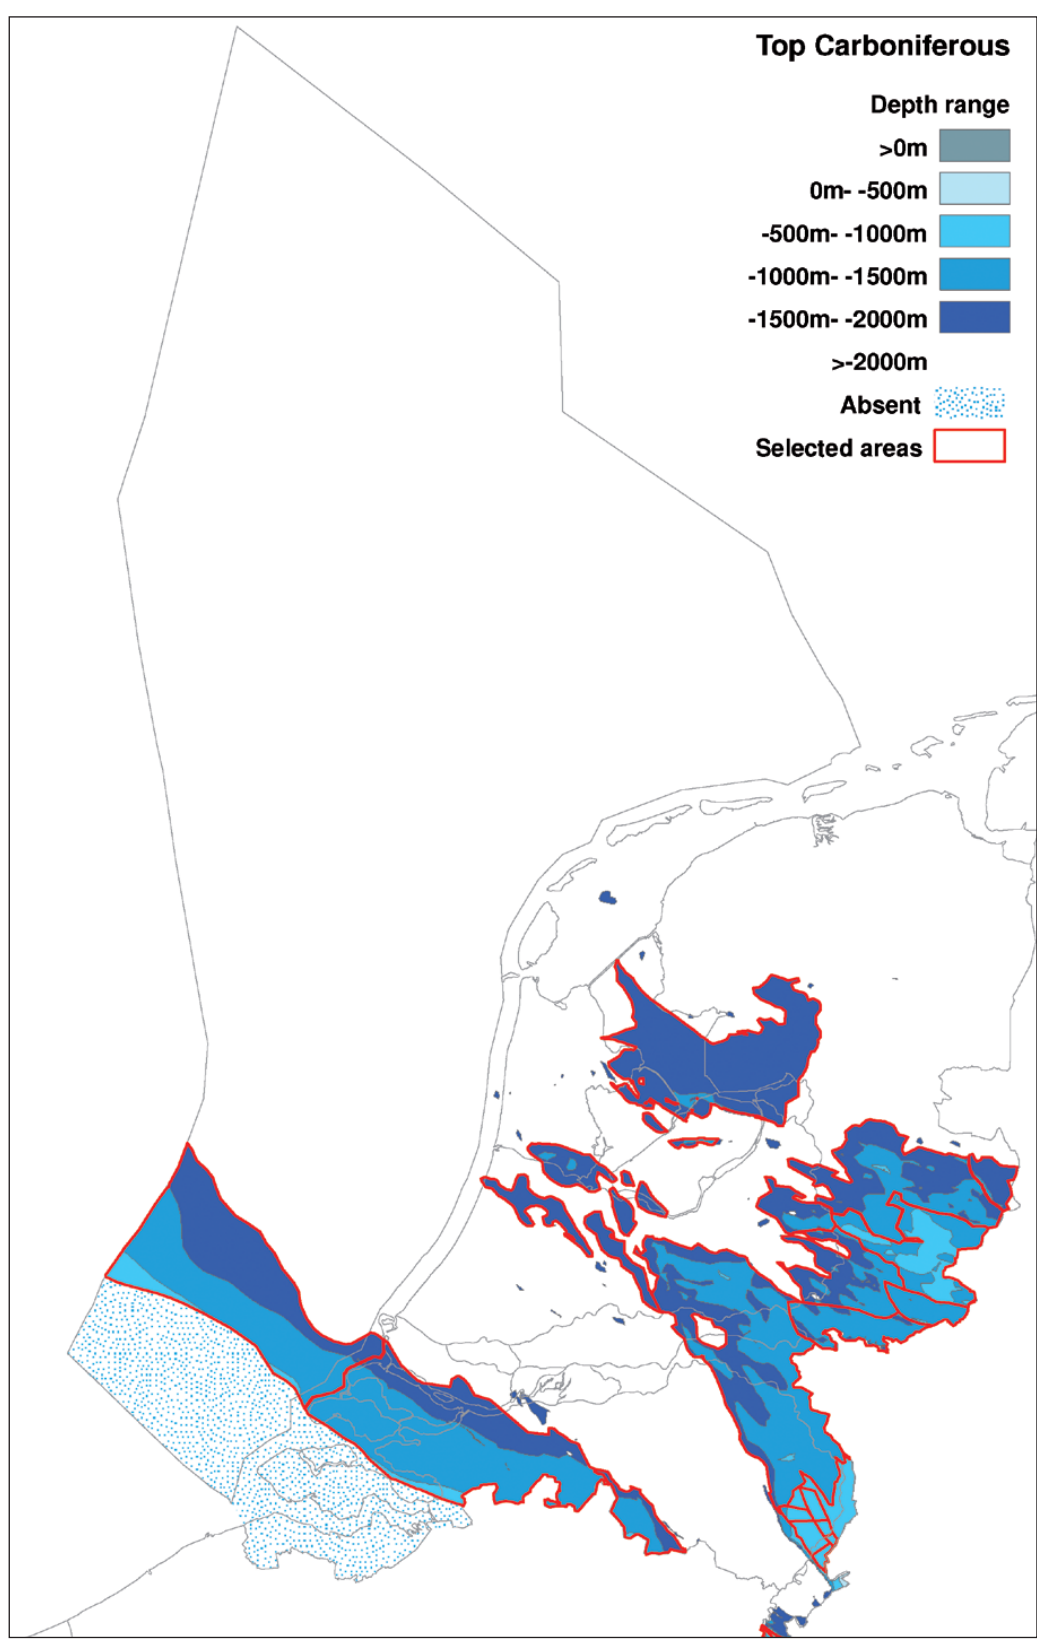 Top Carboniferous
Depth range
>0m
0m- -500m
-500m- -1000m
-1000m- -1500m
-1500m- -2000m
>-2000m
Absent
Selected areas